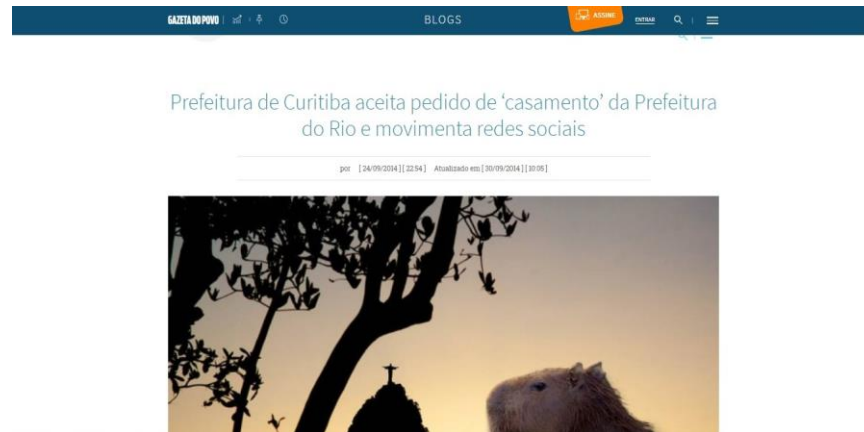 GAZETA DO POVO
BLOGS
ASSINE
ENTRAR
Prefeitura de Curitiba aceita pedido de ‘casamento’ da Prefeitura
do Rio e movimenta redes sociais
por [ 24/09/2014 ] [ 22:54 ] Atualizado em [ 30/09/2014 ] [ 10:05 ]